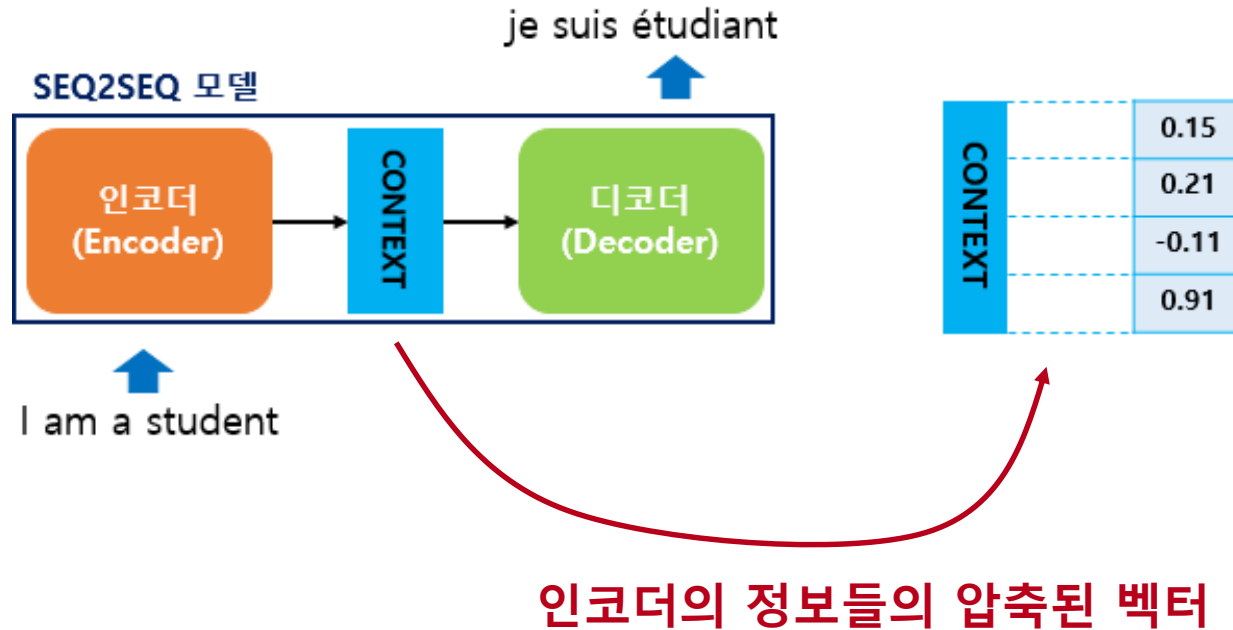 je suis étudiant
SEQ2SEQ 모델
인코더
(Encoder)
CONTEXT
디코더
(Decoder)
I am a student
CONTEXT
0.15
0.21
-0.11
0.91
인코더의 정보들의 압축된 벡터